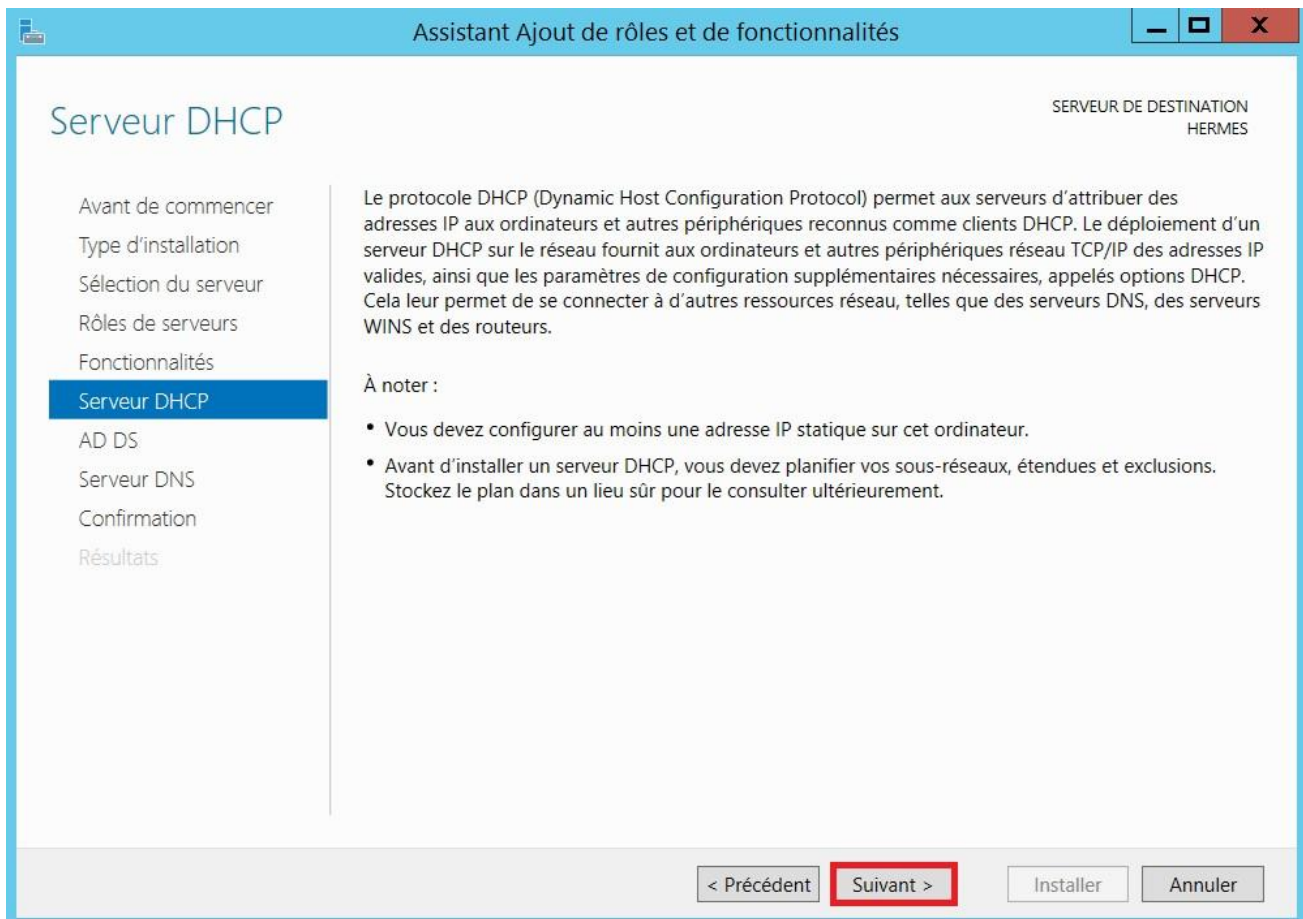 Assistant Ajout de rôles et de fonctionnalités
Serveur DHCP
SERVEUR DE DESTINATION
HERMES
Avant de commencer
Type d'installation
Sélection du serveur
Rôles de serveurs
Fonctionnalités
Serveur DHCP
AD DS
Serveur DNS
Confirmation
Résultats
Le protocole DHCP (Dynamic Host Configuration Protocol) permet aux serveurs d'attribuer des
adresses IP aux ordinateurs et autres périphériques reconnus comme clients DHCP. Le déploiement d'un
serveur DHCP sur le réseau fournit aux ordinateurs et autres périphériques réseau TCP/IP des adresses IP
valides, ainsi que les paramètres de configuration supplémentaires nécessaires, appelés options DHCP.
Cela leur permet de se connecter à d'autres ressources réseau, telles que des serveurs DNS, des serveurs
WINS et des routeurs.
À noter :
• Vous devez configurer au moins une adresse IP statique sur cet ordinateur.
• Avant d'installer un serveur DHCP, vous devez planifier vos sous-réseaux, étendues et exclusions.
Stockez le plan dans un lieu sûr pour le consulter ultérieurement.
< Précédent
Suivant >
Installer
Annuler